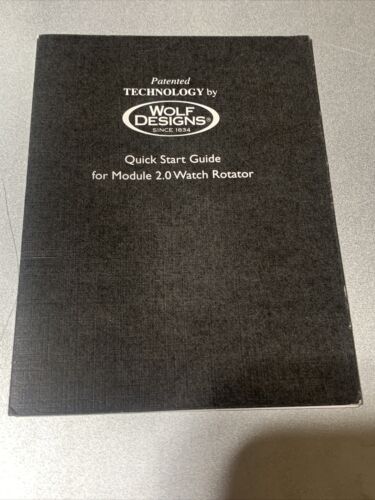 Patented
TECHNOLOGY by
WOLF
DESIGNS®
SINCE 1834
Quick Start Guide
for Module 2.0 Watch Rotator